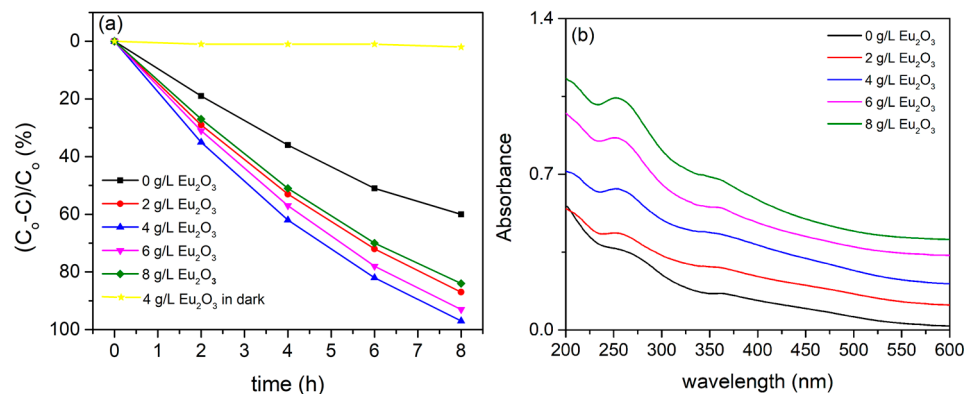 (a)
0
20
40
60
80
100
(C₀-C)/C₀ (%)
0 g/L Eu₂O₃
2 g/L Eu₂O₃
4 g/L Eu₂O₃
6 g/L Eu₂O₃
8 g/L Eu₂O₃
4 g/L Eu₂O₃ in dark
0 1 2 3 4 5 6 7 8
time (h)
(b)
1.4
0.7
0.0
Absorbance
0 g/L Eu₂O₃
2 g/L Eu₂O₃
4 g/L Eu₂O₃
6 g/L Eu₂O₃
8 g/L Eu₂O₃
200 250 300 350 400 450 500 550 600
wavelength (nm)